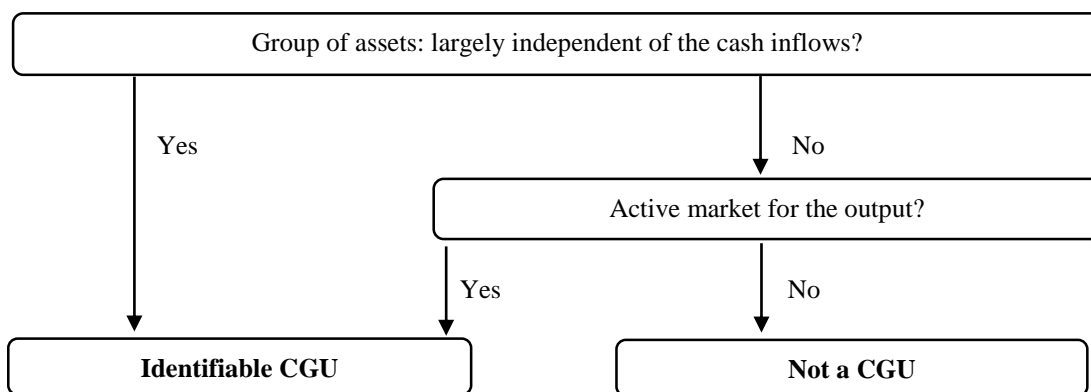 Group of assets: largely independent of the cash inflows?
Yes
No
Active market for the output?
Yes
No
Identifiable CGU
Not a CGU